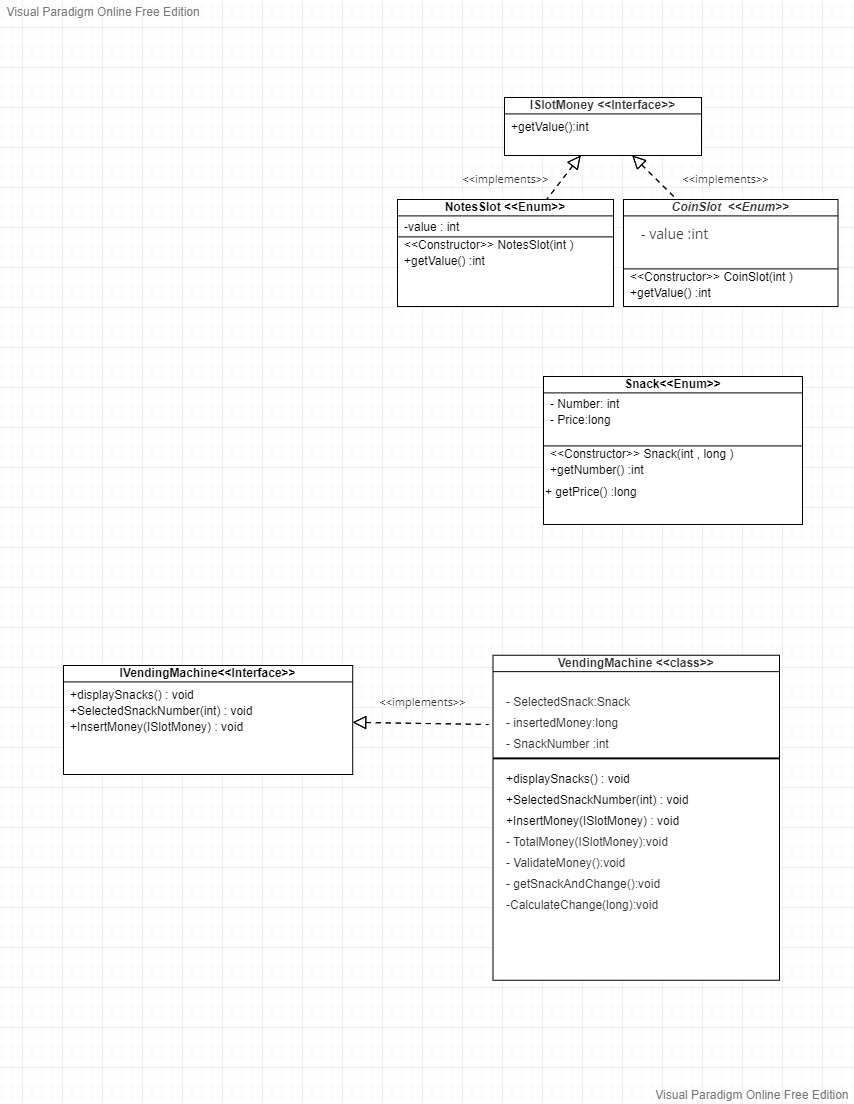 Visual Paradigm Online Free Edition
ISlotMoney <<Interface>>
+getValue():int
<<implements>>
<<implements>>
NotesSlot <<Enum>>
-value : int
<<Constructor>> NotesSlot(int )
+getValue() :int
CoinSlot <<Enum>>
- value :int
<<Constructor>> CoinSlot(int )
+getValue() :int
Snack<<Enum>>
- Number: int
- Price:long
<<Constructor>> Snack(int , long )
+getNumber() :int
+ getPrice() :long
IVendingMachine<<Interface>>
+displaySnacks() : void
+SelectedSnackNumber(int) : void
+InsertMoney(ISlotMoney) : void
<<implements>>
VendingMachine <<class>>
- SelectedSnack:Snack
- insertedMoney:long
- SnackNumber :int
+displaySnacks() : void
+SelectedSnackNumber(int) : void
+InsertMoney(ISlotMoney) : void
- TotalMoney(ISlotMoney):void
- ValidateMoney():void
- getSnackAndChange():void
-CalculateChange(long):void
Visual Paradigm Online Free Edition